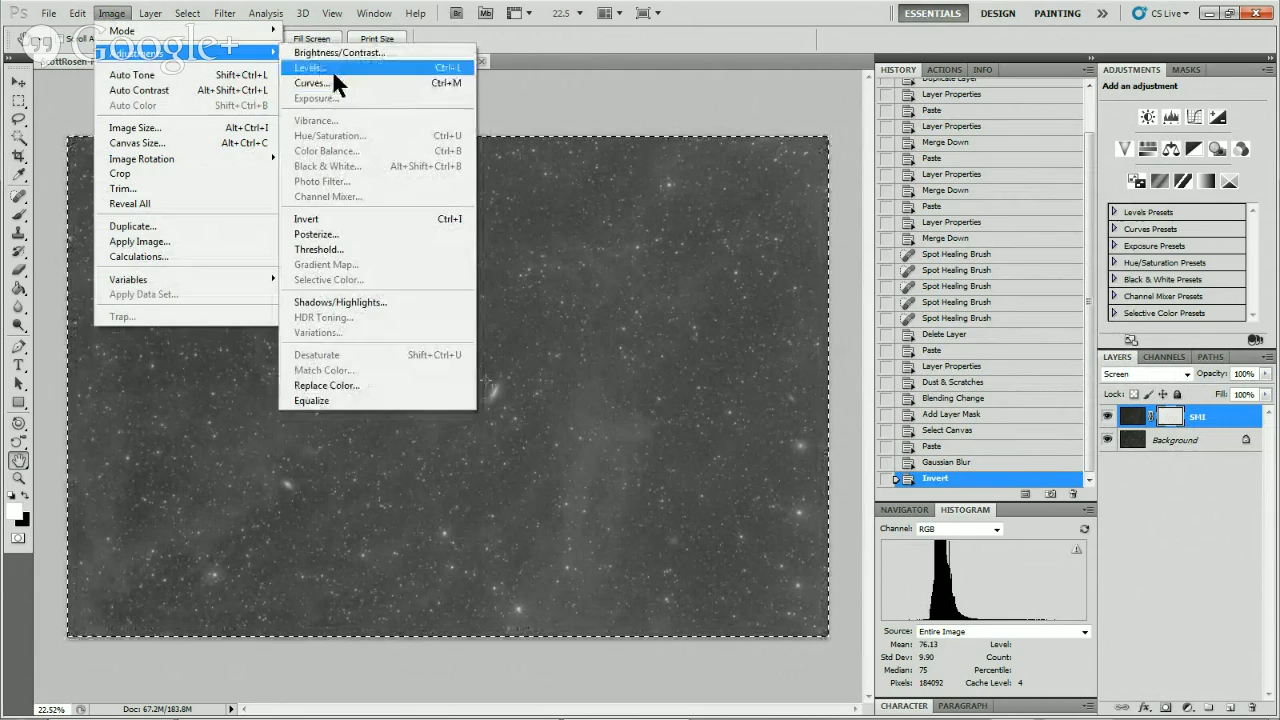 Ps File Edit Image Layer Select Filter Analysis 3D View Window Help Br Mb 22.5 ESSENTIALS DESIGN PAINTING CS Live
Scroll A Fill Screen Print Size
Google+
ottRosen-
Mode
Adjustments
Auto Tone Shift+Ctrl+L
Auto Contrast Alt+Shift+Ctrl+L
Auto Color Shift+Ctrl+B
Image Size... Alt+Ctrl+I
Canvas Size... Alt+Ctrl+C
Image Rotation
Crop
Trim...
Reveal All
Duplicate...
Apply Image...
Calculations...
Variables
Apply Data Set...
Trap...
Brightness/Contrast...
Levels... Ctrl+L
Curves... Ctrl+M
Exposure...
Vibrance...
Hue/Saturation... Ctrl+U
Color Balance... Ctrl+B
Black & White... Alt+Shift+Ctrl+B
Photo Filter...
Channel Mixer...
Invert Ctrl+I
Posterize...
Threshold...
Gradient Map...
Selective Color...
Shadows/Highlights...
HDR Toning...
Variations...
Desaturate Shift+Ctrl+U
Match Color...
Replace Color...
Equalize
HISTORY ACTIONS INFO
Duplicate Layer
Layer Properties
Paste
Layer Properties
Merge Down
Paste
Layer Properties
Merge Down
Paste
Layer Properties
Merge Down
Spot Healing Brush
Spot Healing Brush
Spot Healing Brush
Spot Healing Brush
Spot Healing Brush
Delete Layer
Paste
Layer Properties
Dust & Scratches
Blending Change
Add Layer Mask
Select Canvas
Paste
Gaussian Blur
Invert
NAVIGATOR HISTOGRAM
Channel: RGB
Source: Entire Image
Mean: 76.13 Level:
Std Dev: 9.90 Count:
Median: 75 Percentile:
Pixels: 184092 Cache Level: 4
CHARACTER PARAGRAPH
ADJUSTMENTS MASKS
Add an adjustment
Levels Presets
Curves Presets
Exposure Presets
Hue/Saturation Presets
Black & White Presets
Channel Mixer Presets
Selective Color Presets
LAYERS CHANNELS PATHS
Screen Opacity: 100%
Lock: Fill: 100%
SMI
Background
22.52% Doc: 67.2M/183.8M